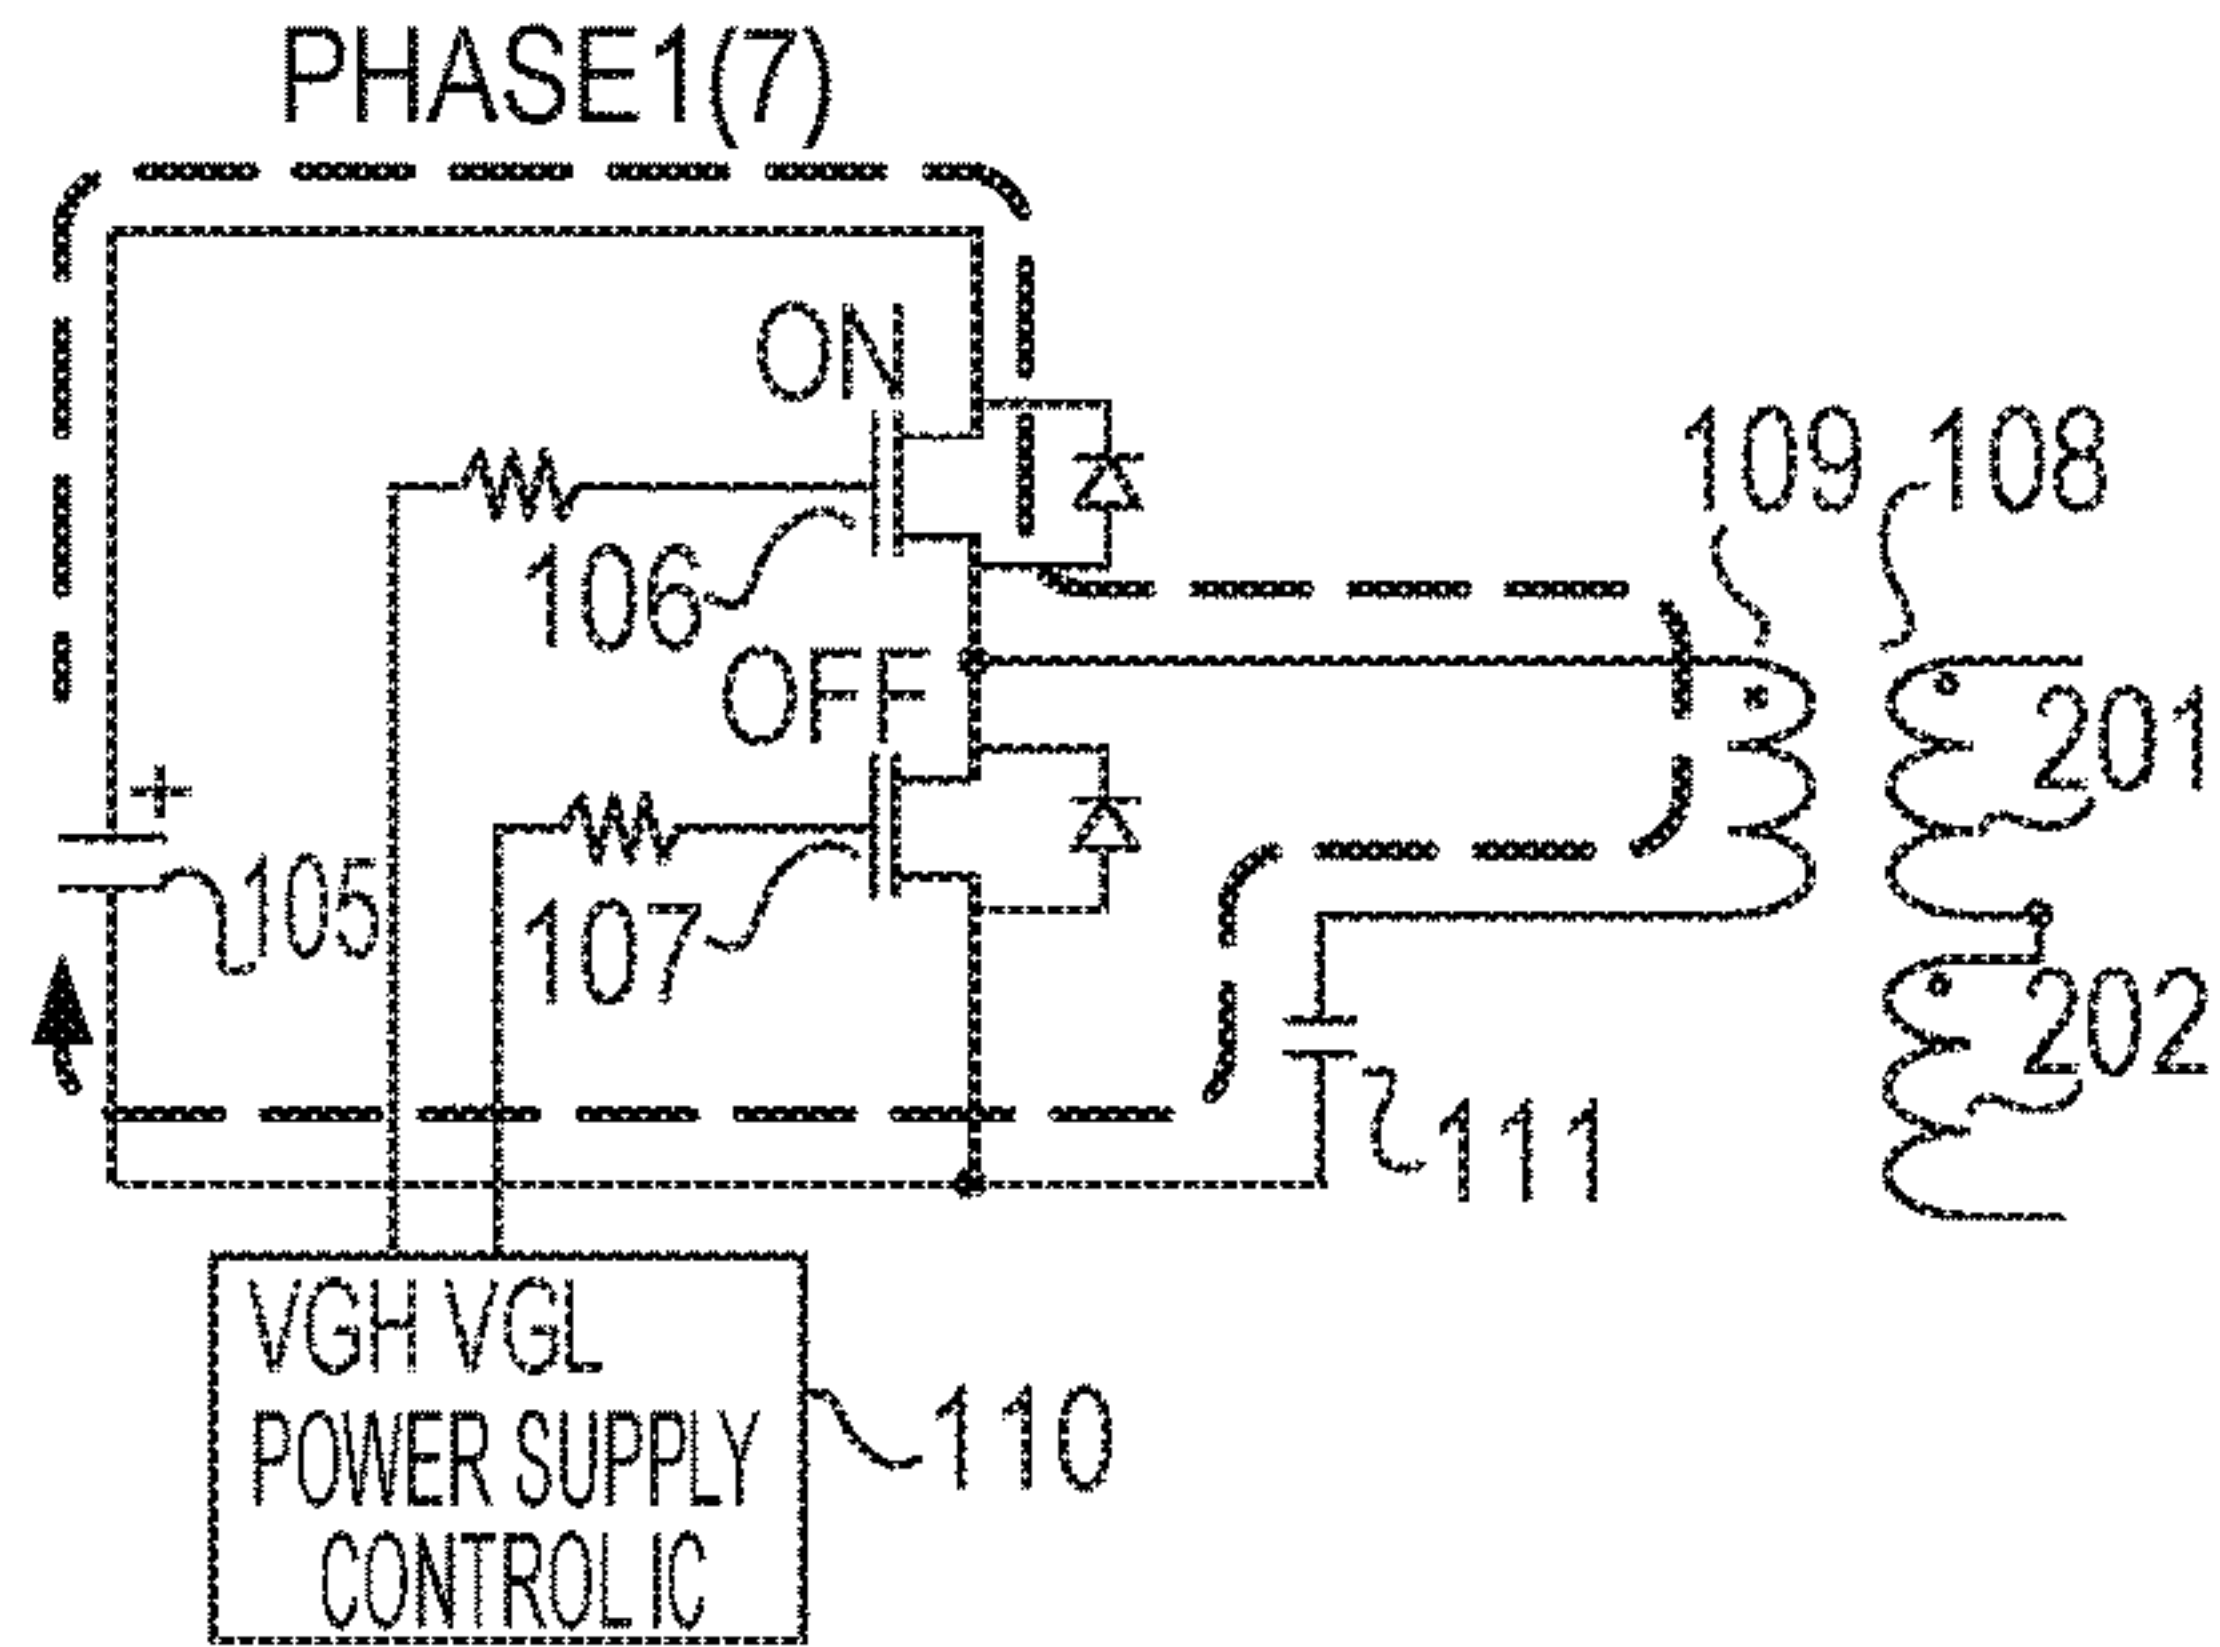 PHASE1(7)
ON
109 108
106
OFF
201
+
105
107
202
111
VGH VGL
POWER SUPPLY
CONTROL IC
110